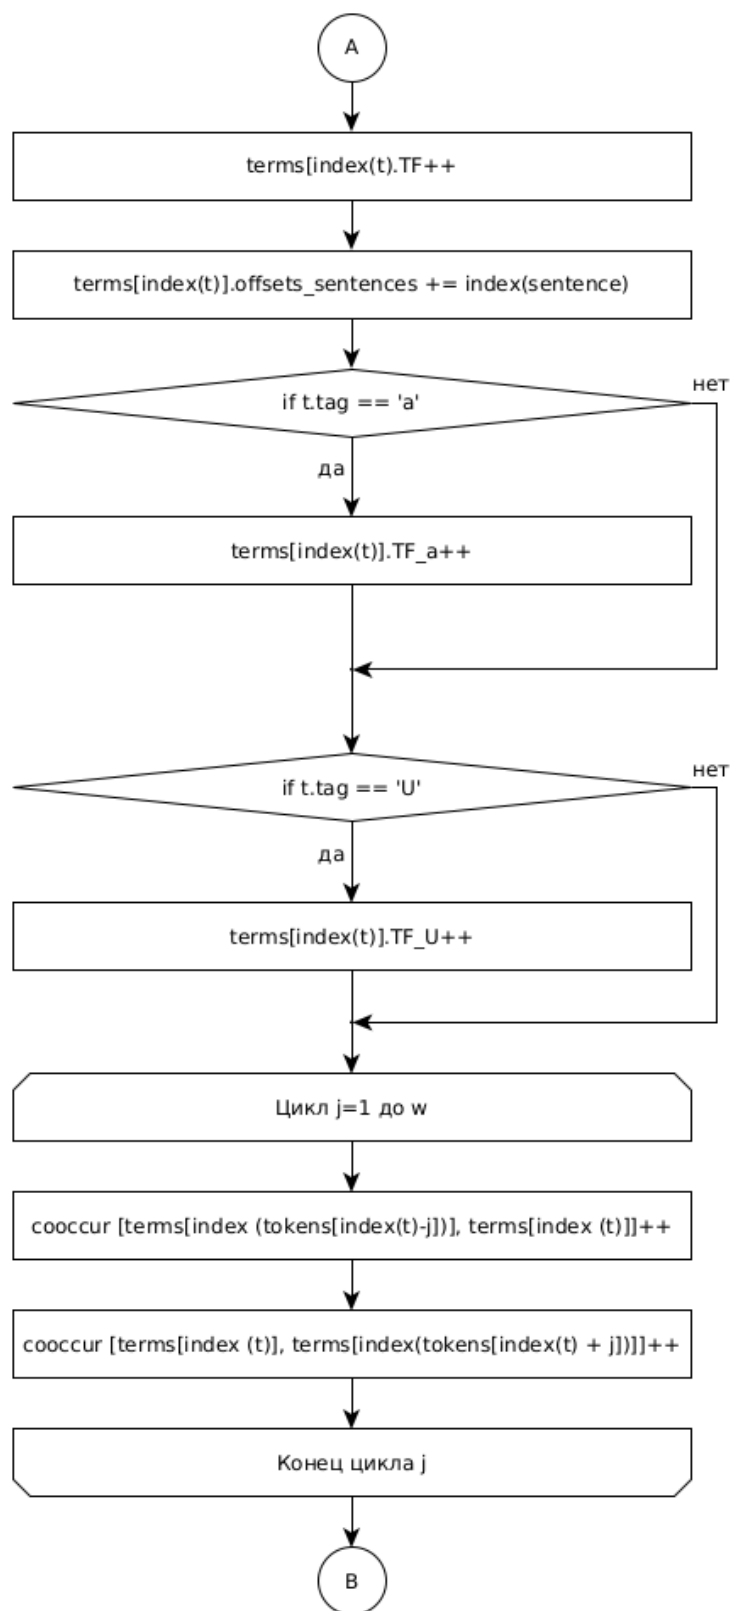 A
terms[index(t).TF++
terms[index(t)].offsets_sentences += index(sentence)
if t.tag == 'a'
нет
да
terms[index(t)].TF_a++
if t.tag == 'U'
нет
да
terms[index(t)].TF_U++
Цикл j=1 до w
cooccur [terms[index (tokens[index(t)-j])], terms[index (t)]]++
cooccur [terms[index (t)], terms[index(tokens[index(t) + j])]]++
Конец цикла j
B